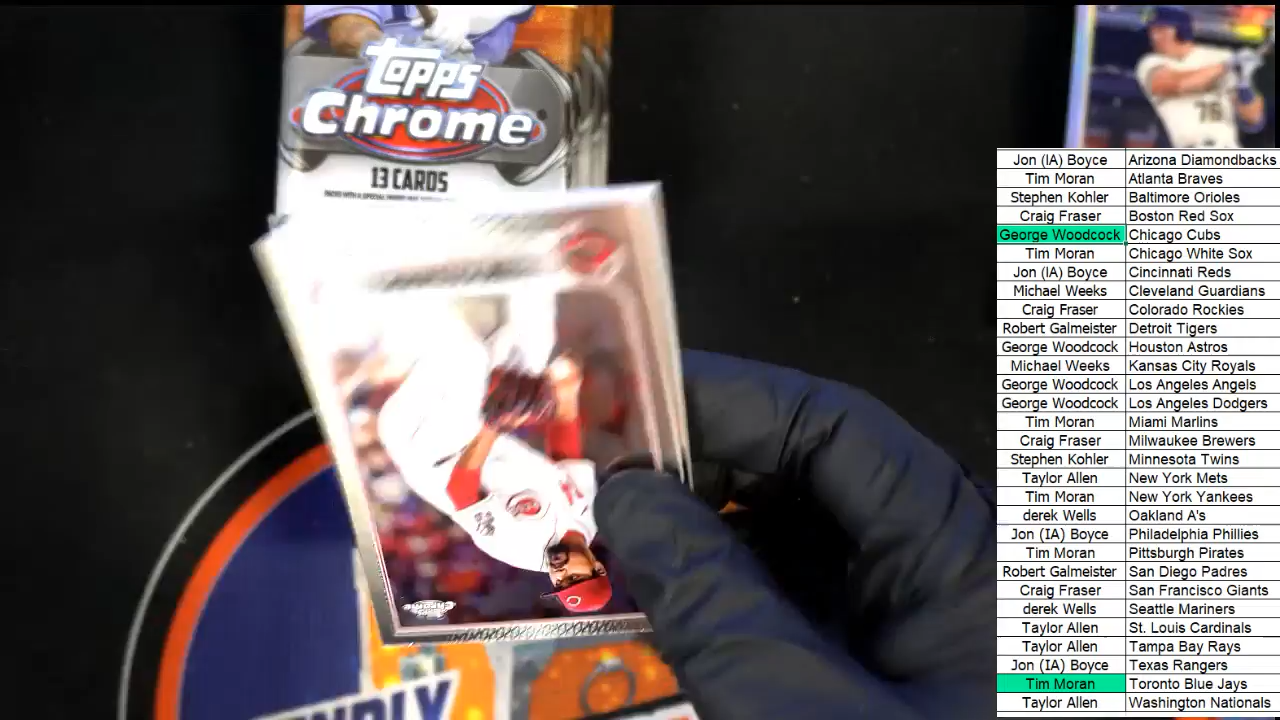 Topps
Chrome
13 CARDS
76
Jon (IA) Boyce Arizona Diamondbacks
Tim Moran Atlanta Braves
Stephen Kohler Baltimore Orioles
Craig Fraser Boston Red Sox
George Woodcock Chicago Cubs
Tim Moran Chicago White Sox
Jon (IA) Boyce Cincinnati Reds
Michael Weeks Cleveland Guardians
Craig Fraser Colorado Rockies
Robert Galmeister Detroit Tigers
George Woodcock Houston Astros
Michael Weeks Kansas City Royals
George Woodcock Los Angeles Angels
George Woodcock Los Angeles Dodgers
Tim Moran Miami Marlins
Craig Fraser Milwaukee Brewers
Stephen Kohler Minnesota Twins
Taylor Allen New York Mets
Tim Moran New York Yankees
derek Wells Oakland A's
Jon (IA) Boyce Philadelphia Phillies
Tim Moran Pittsburgh Pirates
Robert Galmeister San Diego Padres
Craig Fraser San Francisco Giants
derek Wells Seattle Mariners
Taylor Allen St. Louis Cardinals
Taylor Allen Tampa Bay Rays
Jon (IA) Boyce Texas Rangers
Tim Moran Toronto Blue Jays
Taylor Allen Washington Nationals